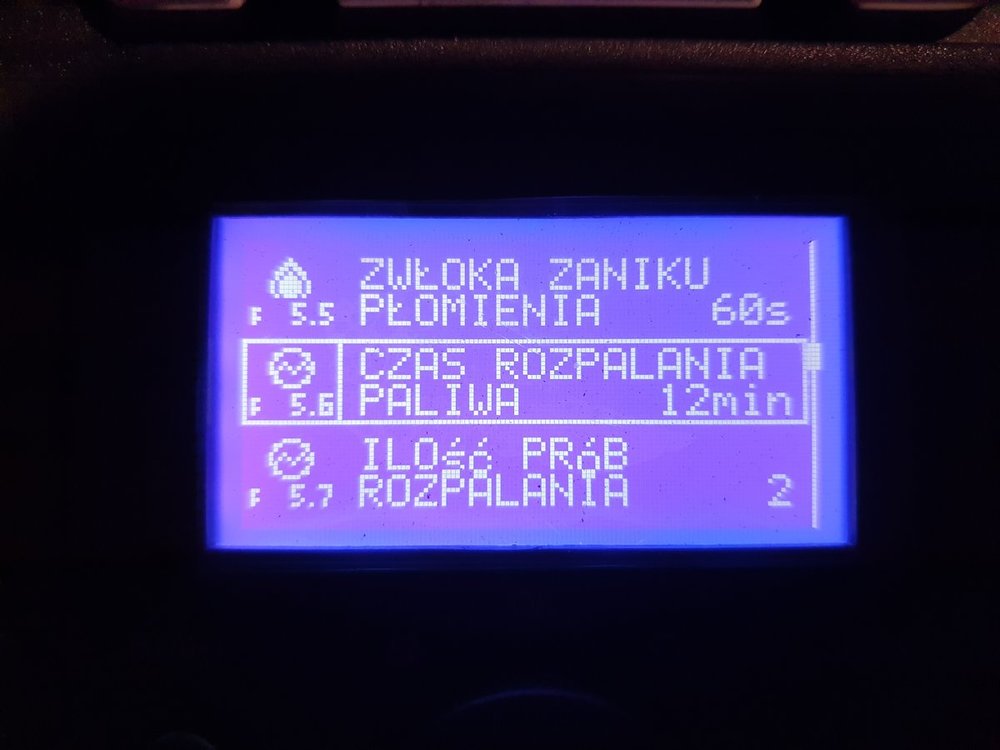 ZWŁOKA ZANIKU
F 5.5 PŁOMIENIA 60s
CZAS ROZPALANIA
F 5.6 PALIWA 12min
ILOść PRóB
F 5.7 ROZPALANIA 2